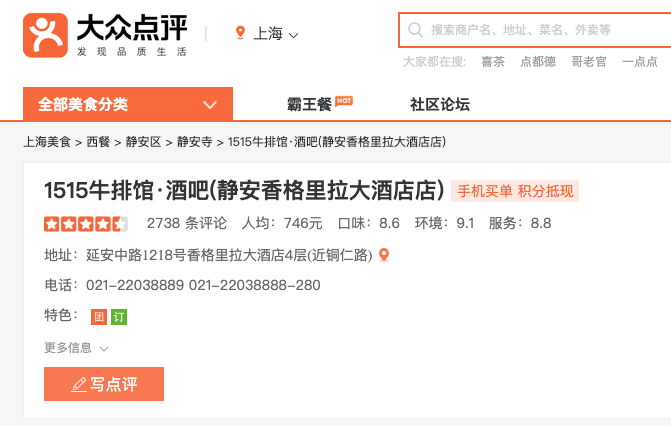 大众点评
发现品质生活
上海
搜索商户名、地址、菜名、外卖等
大家都在搜: 喜茶 点都德 哥老官 一点点
全部美食分类 霸王餐 HOT 社区论坛
上海美食 > 西餐 > 静安区 > 静安寺 > 1515牛排馆·酒吧(静安香格里拉大酒店店)
1515牛排馆·酒吧(静安香格里拉大酒店店) 手机买单 积分抵现
2738 条评论 人均：746元 口味：8.6 环境：9.1 服务：8.8
地址：延安中路1218号香格里拉大酒店4层(近铜仁路)
电话：021-22038889 021-22038888-280
特色： 团 订
更多信息
写点评